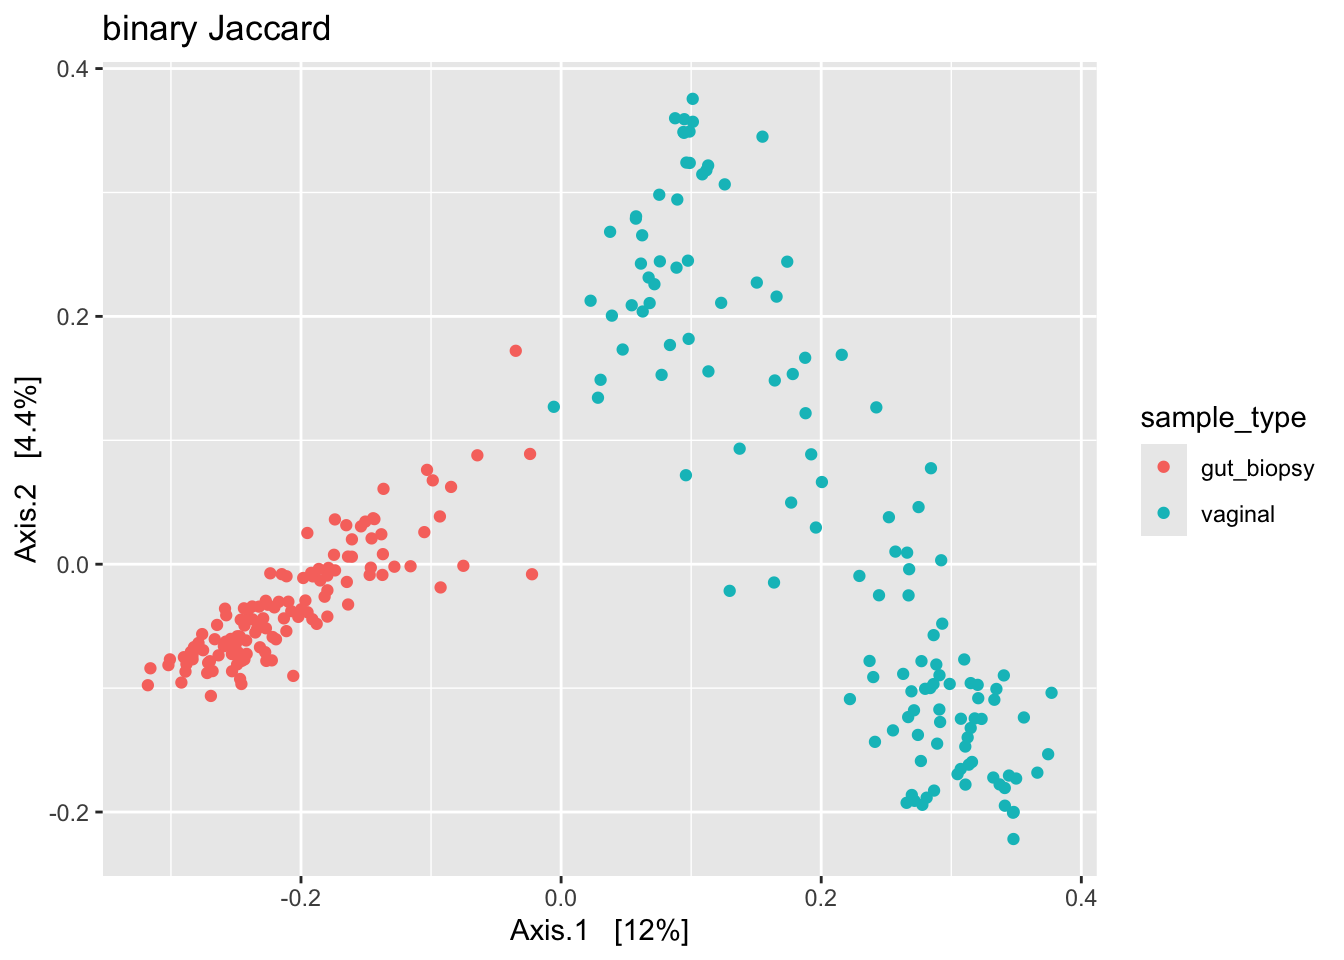 binary Jaccard
0.4
0.2
0.0
-0.2
Axis.2 [4.4%]
-0.2
0.0
0.2
0.4
Axis.1 [12%]
sample_type
gut_biopsy
vaginal